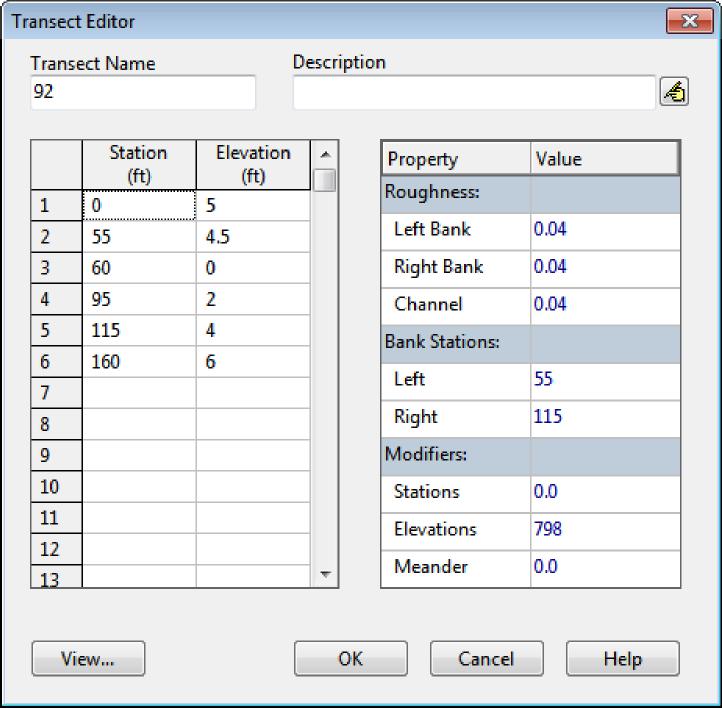 Transect Editor
Transect Name
Description
92
Station (ft) Elevation (ft)
1 0 5
2 55 4.5
3 60 0
4 95 2
5 115 4
6 160 6
7
8
9
10
11
12
13
Property Value
Roughness:
Left Bank 0.04
Right Bank 0.04
Channel 0.04
Bank Stations:
Left 55
Right 115
Modifiers:
Stations 0.0
Elevations 798
Meander 0.0
View... OK Cancel Help